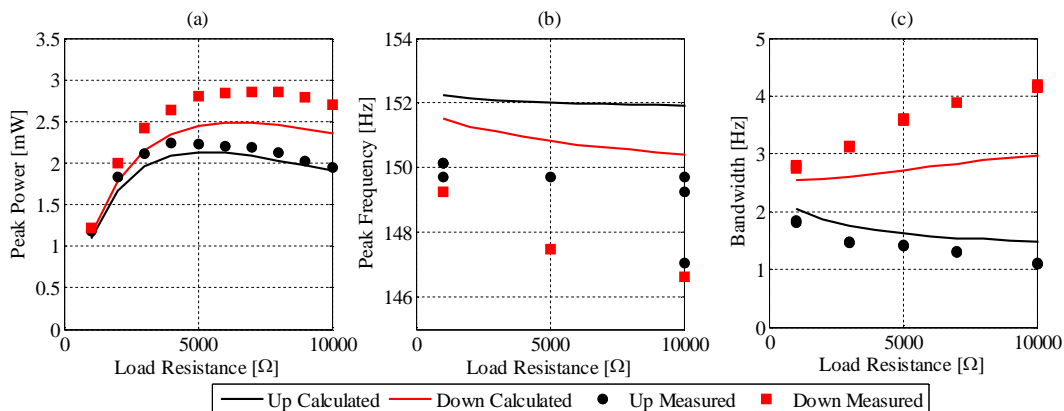 (a)
(b)
(c)
3.5
3
2.5
2
1.5
1
0.5
0
Peak Power [mW]
0
5000
10000
Load Resistance [Ω]
154
152
150
148
146
Peak Frequency [Hz]
0
5000
10000
Load Resistance [Ω]
5
4
3
2
1
0
Bandwidth [Hz]
0
5000
10000
Load Resistance [Ω]
Up Calculated
Down Calculated
Up Measured
Down Measured